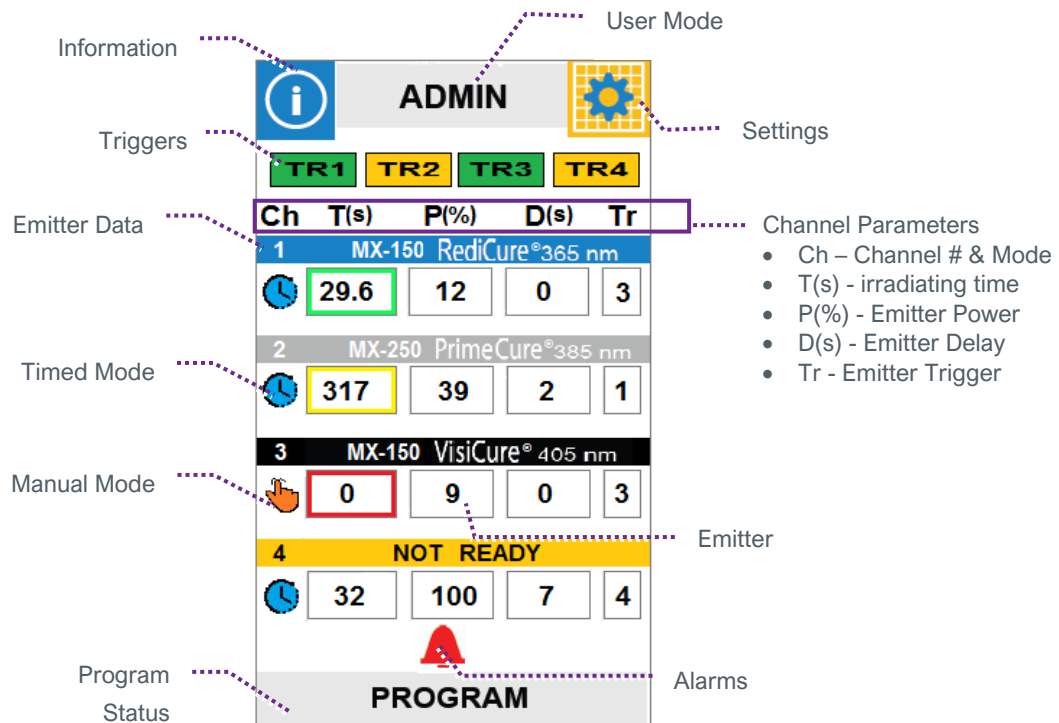 User Mode
Information
i
ADMIN
Settings
Triggers
TR1 TR2 TR3 TR4
Emitter Data
Ch T(s) P(%) D(s) Tr
Channel Parameters
• Ch – Channel # & Mode
• T(s) - irradiating time
• P(%) - Emitter Power
• D(s) - Emitter Delay
• Tr - Emitter Trigger
1 MX-150 RediCure® 365 nm
29.6 12 0 3
2 MX-250 PrimeCure® 385 nm
Timed Mode
317 39 2 1
3 MX-150 VisiCure® 405 nm
Manual Mode
0 9 0 3
Emitter
4 NOT READY
32 100 7 4
Alarms
Program
Status
PROGRAM